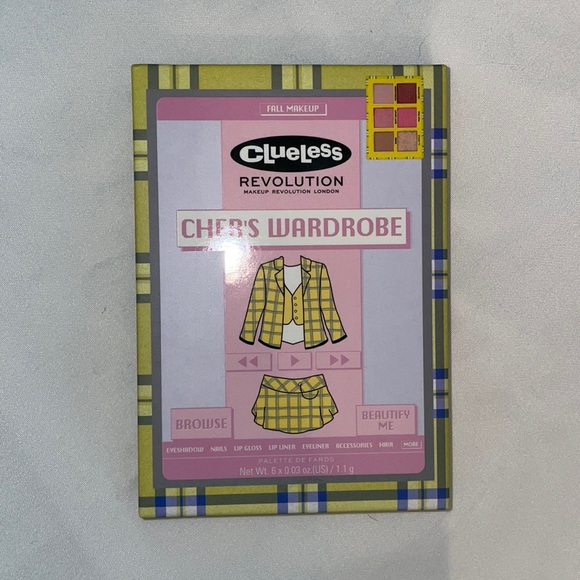 FALL MAKEUP
CLUELESS
REVOLUTION
MAKEUP REVOLUTION LONDON
CHER'S WARDROBE
BROWSE
BEAUTIFY
ME
EYESHADOW NAILS LIP GLOSS LIP LINER EYELINER ACCESSORIES HAIR MORE
PALETTE DE FARDS
Net Wt. 6 x 0.03 oz.(US) / 1.1 g